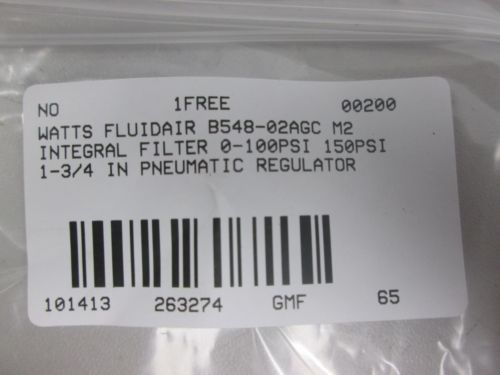 NO 1FREE 00200
WATTS FLUIDAIR B548-02AGC M2
INTEGRAL FILTER 0-100PSI 150PSI
1-3/4 IN PNEUMATIC REGULATOR
101413 263274 GMF 65